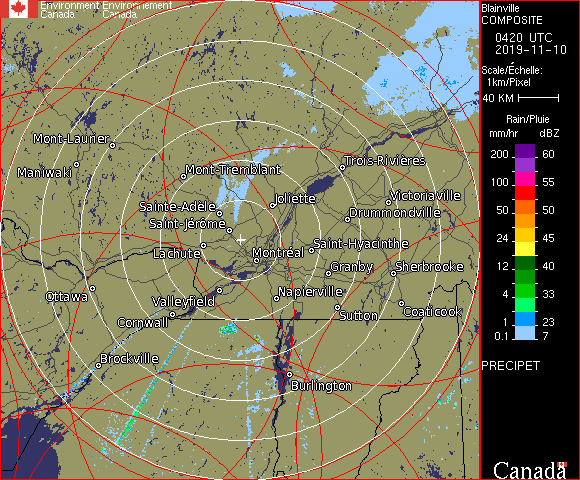 Environment Environnement
Canada Canada
Blainville
COMPOSITE
0420 UTC
2019-11-10
Scale/Échelle:
1km/Pixel
40 KM
Rain/Pluie
mm/hr dBZ
200 60
150 57
100 55
50 50
24 45
12 40
4 33
1 23
0.1 7
PRECIPET
Canada
Mont-Laurier
Maniwaki
Mont-Tremblant
Trois-Rivières
Joliette
Victoriaville
Sainte-Adèle
Drummondville
Saint-Jérôme
Saint-Hyacinthe
Lachute
Montréal
Granby
Sherbrooke
Ottawa
Valleyfield
Napierville
Cornwall
Sutton
Coaticook
Brockville
Burlington